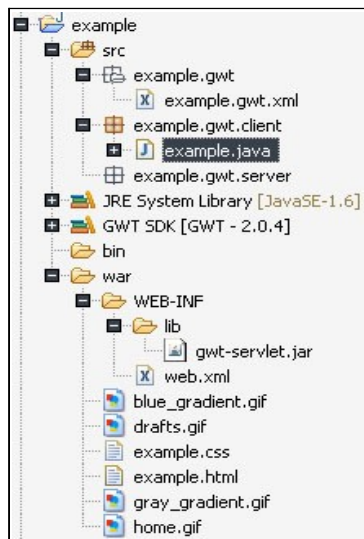 example
src
example.gwt
example.gwt.xml
example.gwt.client
example.java
example.gwt.server
JRE System Library [JavaSE-1.6]
GWT SDK [GWT - 2.0.4]
bin
war
WEB-INF
lib
gwt-servlet.jar
web.xml
blue_gradient.gif
drafts.gif
example.css
example.html
gray_gradient.gif
home.gif